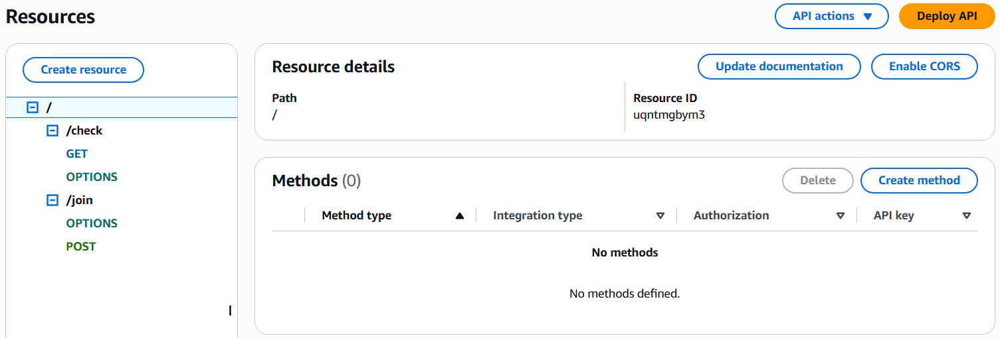 Resources
API actions
Deploy API
Create resource
/
/check
GET
OPTIONS
/join
OPTIONS
POST
Resource details
Update documentation
Enable CORS
Path
/
Resource ID
uqntmgbym3
Methods (0)
Delete
Create method
Method type
Integration type
Authorization
API key
No methods
No methods defined.